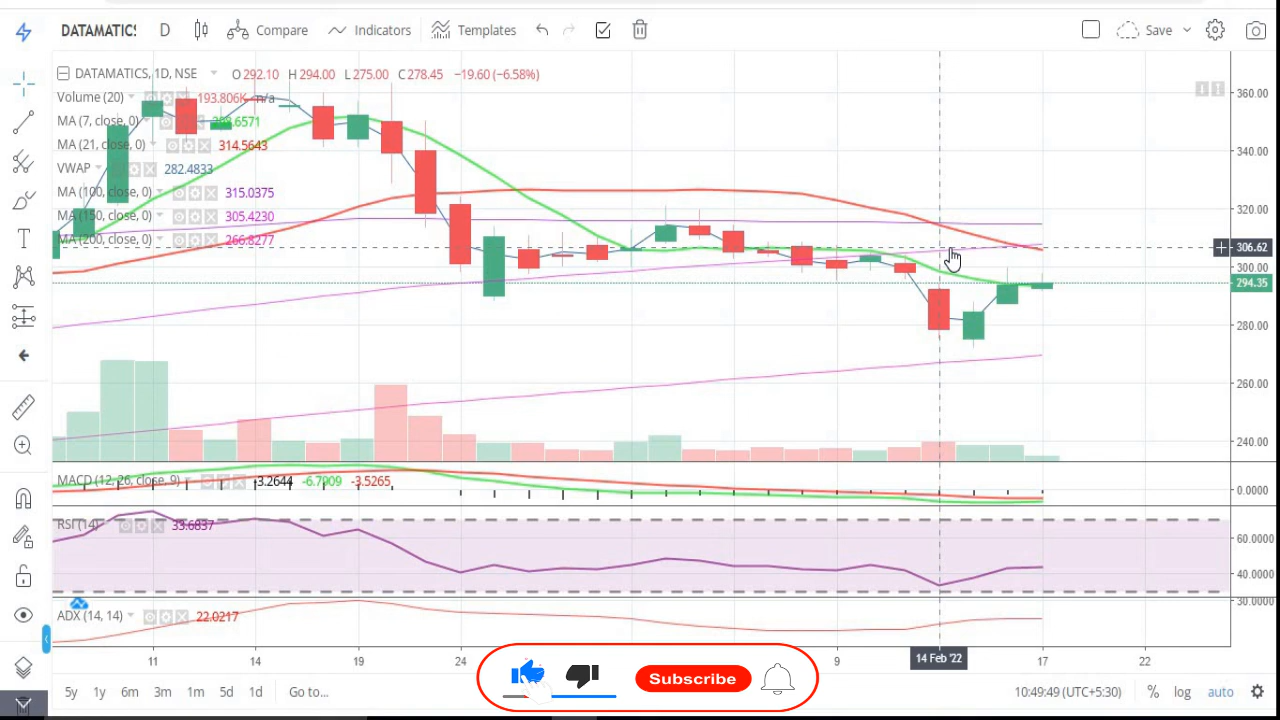 DATAMATICS D Compare Indicators Templates Save
DATAMATICS, 1D, NSE O292.10 H294.00 L275.00 C278.45 −19.60 (−6.58%)
Volume (20) 193.806K n/a
MA (7, close, 0)
MA (21, close, 0) 314.5643
VWAP 282.4833
MA (100, close, 0) 315.0375
MA (150, close, 0) 305.4230
MA (200, close, 0) 266.8277
360.00
340.00
320.00
306.62
300.00
294.35
280.00
260.00
240.00
MACD (12, 26, close, 9) -3.2644 -6.7909 -3.5265
0.0000
RSI (14) 33.6837
60.0000
40.0000
30.0000
ADX (14, 14) 22.0217
11 14 19 24 9 14 Feb '22 17 22
Subscribe
5y 1y 6m 3m 1m 5d 1d Go to... 10:49:49 (UTC+5:30) % log auto